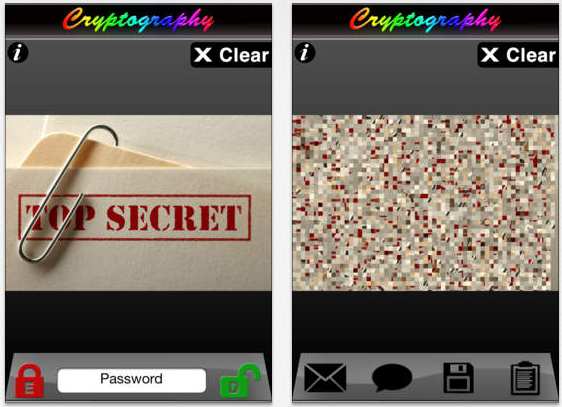 Cryptography
i
X Clear
TOP SECRET
E
Password
D
Cryptography
i
X Clear